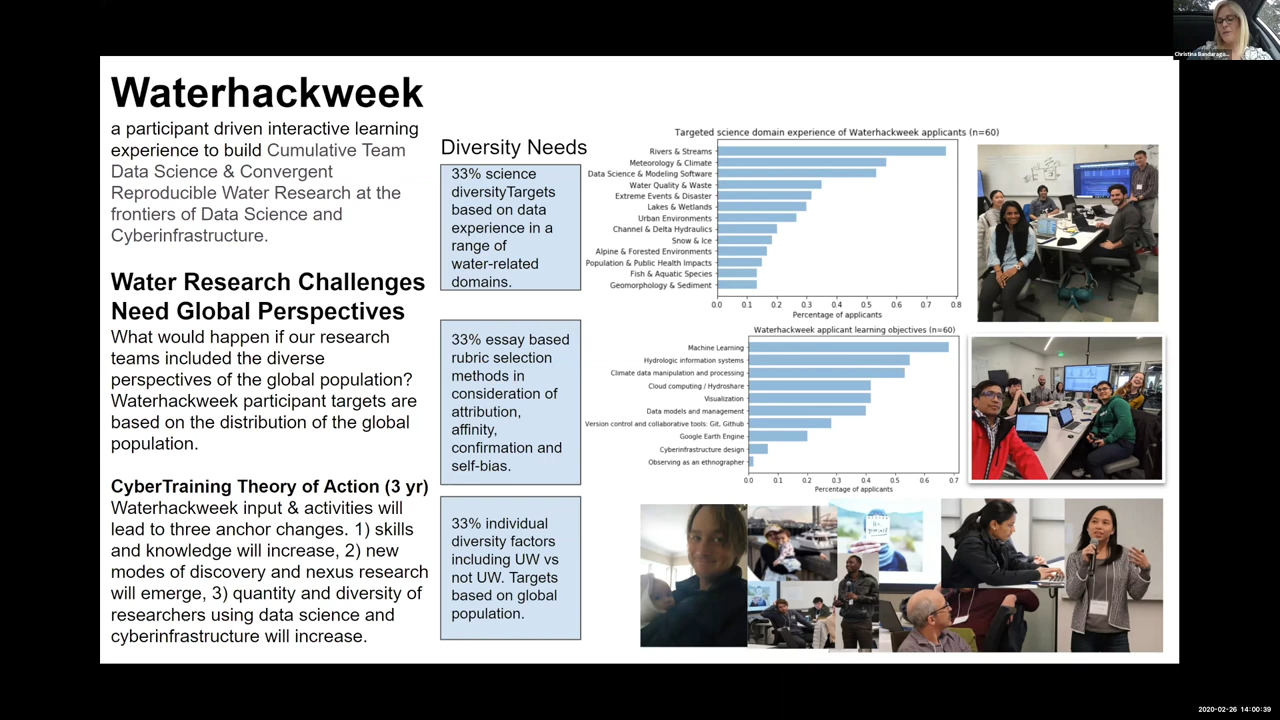 Christina Bandaraga...
Waterhackweek
a participant driven interactive learning
experience to build Cumulative Team
Data Science & Convergent
Reproducible Water Research at the
frontiers of Data Science and
Cyberinfrastructure.
Water Research Challenges
Need Global Perspectives
What would happen if our research
teams included the diverse
perspectives of the global population?
Waterhackweek participant targets are
based on the distribution of the global
population.
CyberTraining Theory of Action (3 yr)
Waterhackweek input & activities will
lead to three anchor changes. 1) skills
and knowledge will increase, 2) new
modes of discovery and nexus research
will emerge, 3) quantity and diversity of
researchers using data science and
cyberinfrastructure will increase.
Diversity Needs
33% science
diversityTargets
based on data
experience in a
range of
water-related
domains.
33% essay based
rubric selection
methods in
consideration of
attribution,
affinity,
confirmation and
self-bias.
33% individual
diversity factors
including UW vs
not UW. Targets
based on global
population.
Targeted science domain experience of Waterhackweek applicants (n=60)
Rivers & Streams
Meteorology & Climate
Data Science & Modeling Software
Water Quality & Waste
Extreme Events & Disaster
Lakes & Wetlands
Urban Environments
Channel & Delta Hydraulics
Snow & Ice
Alpine & Forested Environments
Population & Public Health Impacts
Fish & Aquatic Species
Geomorphology & Sediment
0.0 0.1 0.2 0.3 0.4 0.5 0.6 0.7 0.8
Percentage of applicants
Waterhackweek applicant learning objectives (n=60)
Machine Learning
Hydrologic information systems
Climate data manipulation and processing
Cloud computing / Hydroshare
Visualization
Data models and management
Version control and collaborative tools: Git, Github
Google Earth Engine
Cyberinfrastructure design
Observing as an ethnographer
0.0 0.1 0.2 0.3 0.4 0.5 0.6 0.7
Percentage of applicants
2020-02-26 14:00:39